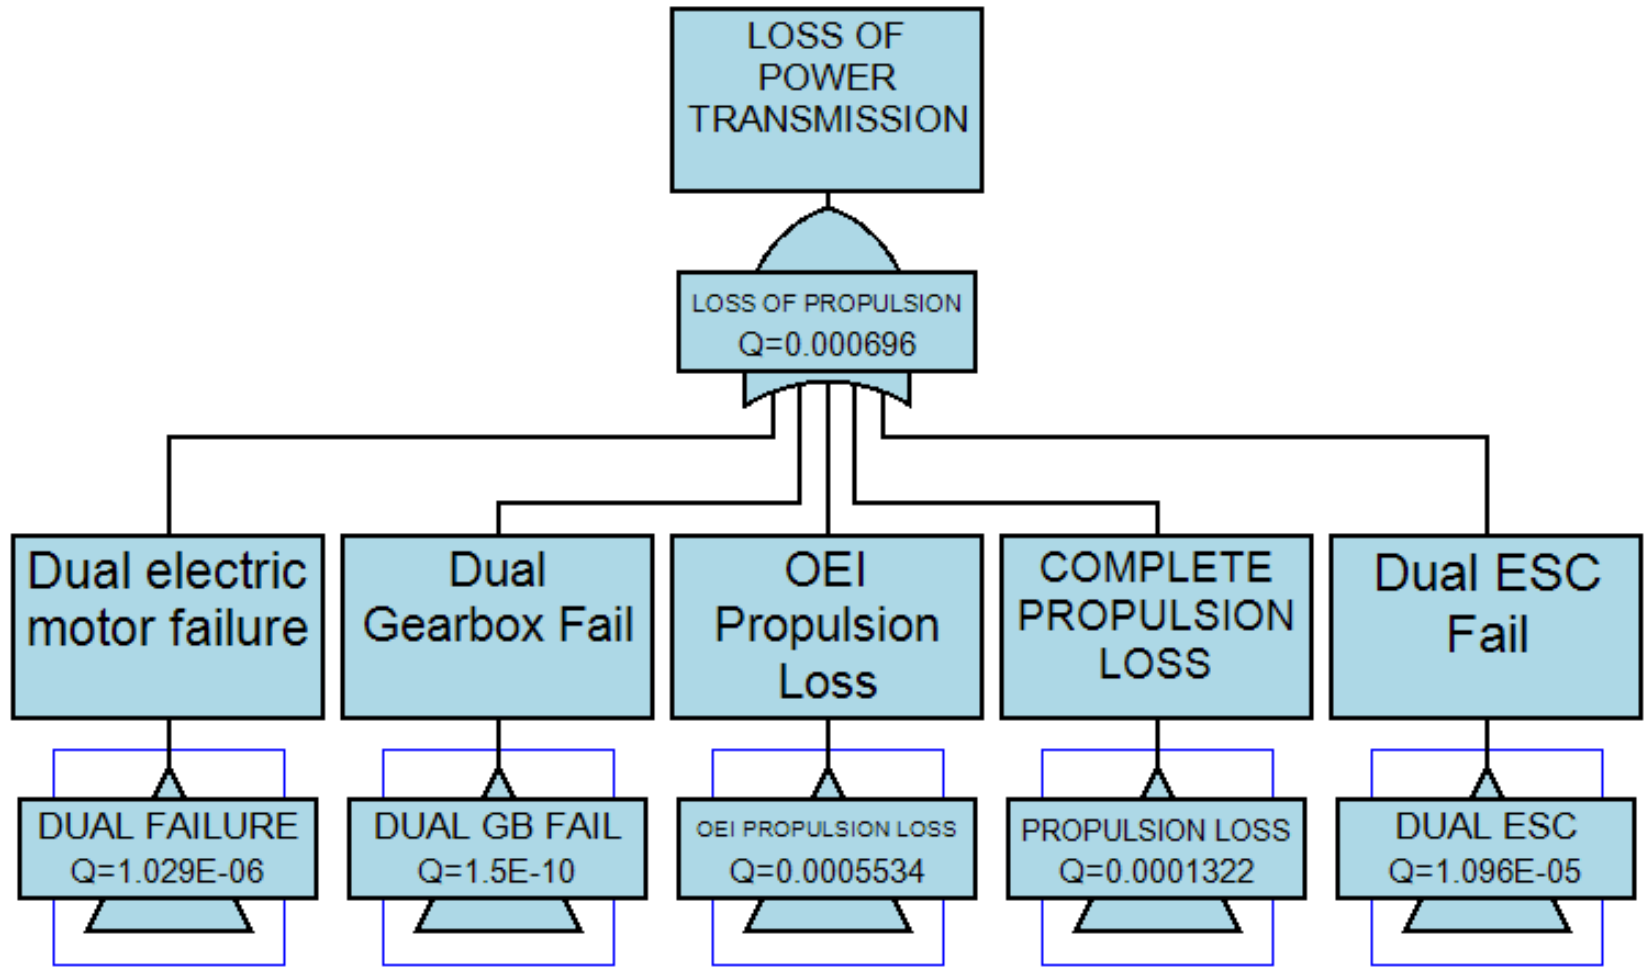 LOSS OF
POWER
TRANSMISSION
LOSS OF PROPULSION
Q=0.000696
Dual electric
motor failure
Dual
Gearbox Fail
OEI
Propulsion
Loss
COMPLETE
PROPULSION
LOSS
Dual ESC
Fail
DUAL FAILURE
Q=1.029E-06
DUAL GB FAIL
Q=1.5E-10
OEI PROPULSION LOSS
Q=0.0005534
PROPULSION LOSS
Q=0.0001322
DUAL ESC
Q=1.096E-05